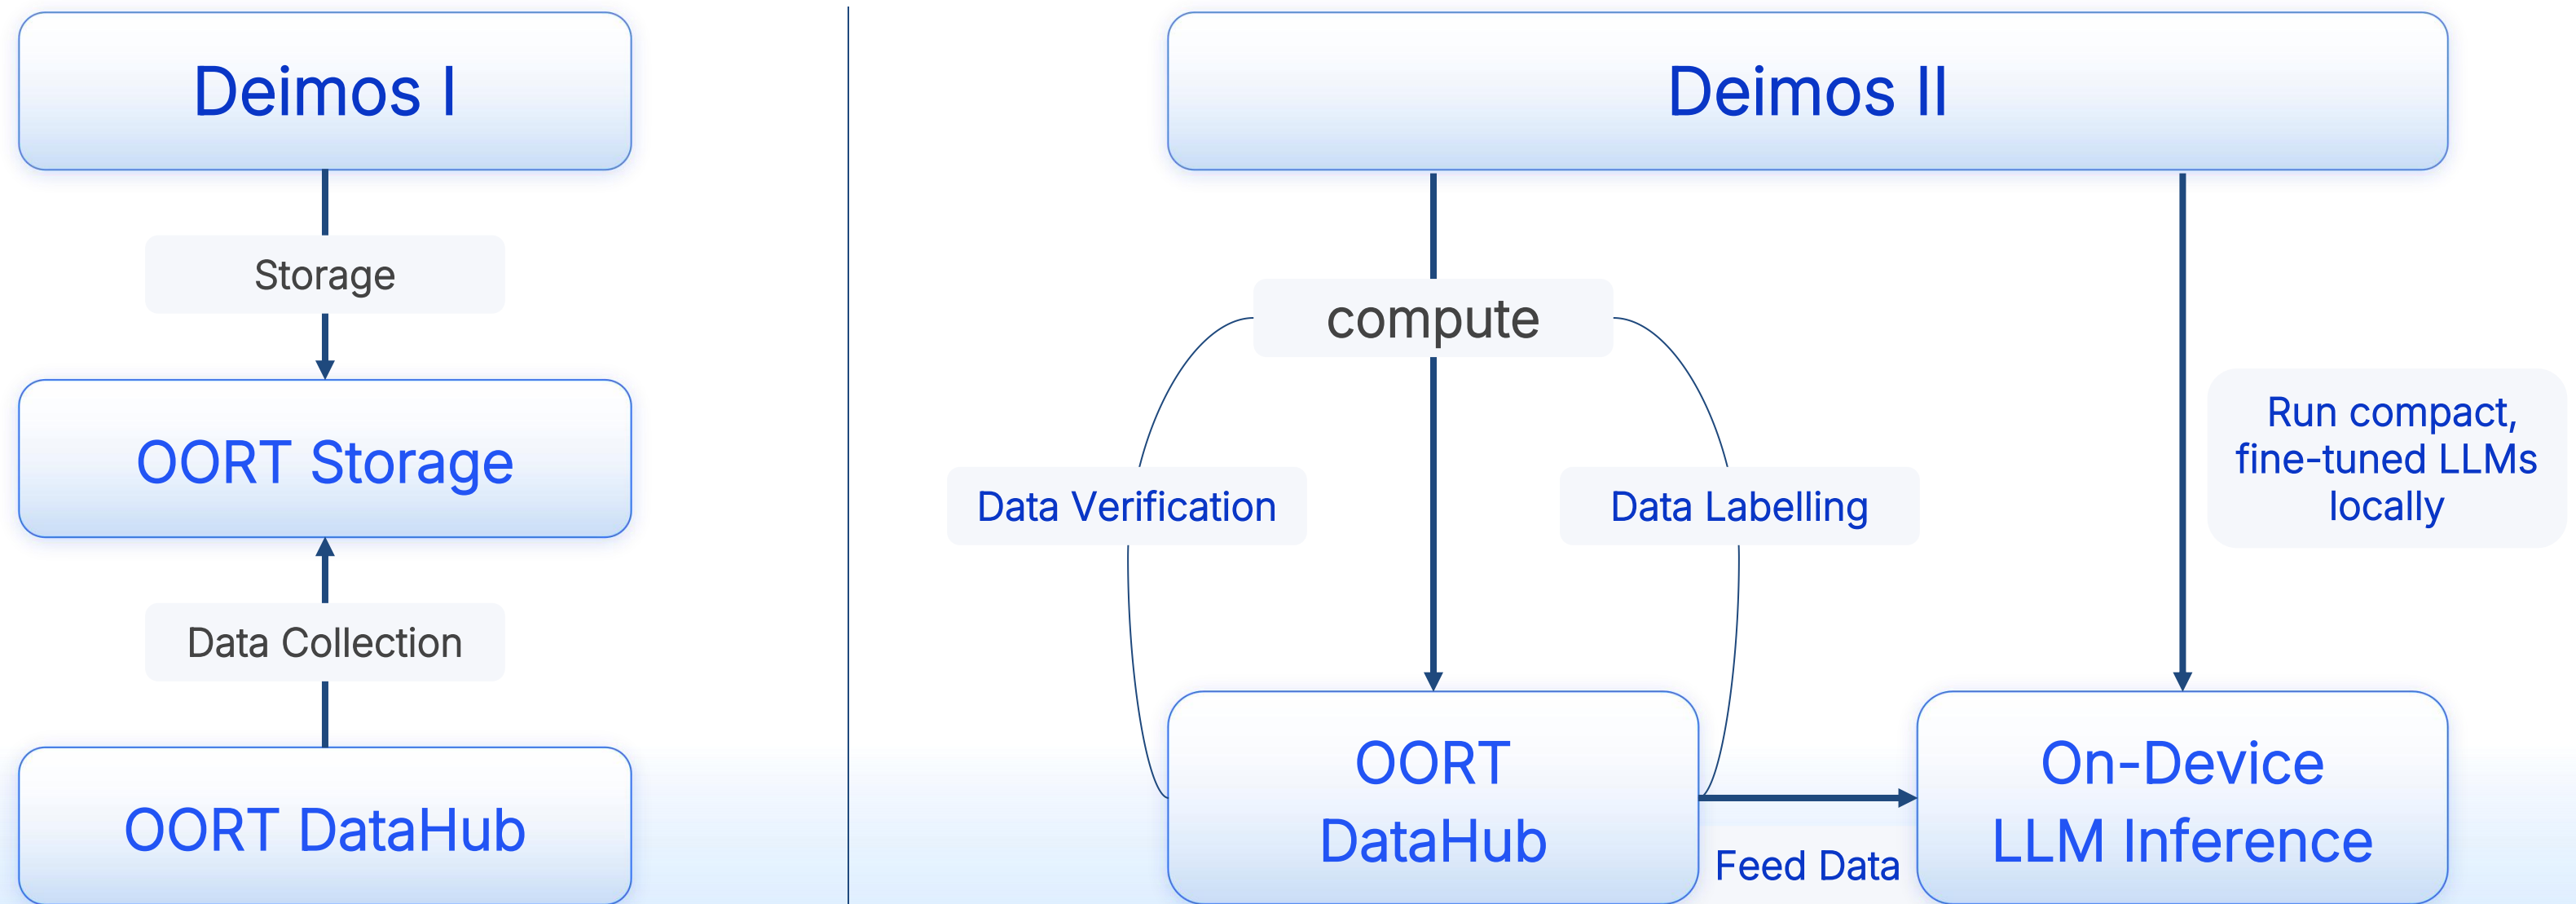 Deimos I
Storage
OORT Storage
Data Collection
OORT DataHub
Deimos II
compute
Data Verification
Data Labelling
Run compact,
fine-tuned LLMs
locally
OORT
DataHub
Feed Data
On-Device
LLM Inference